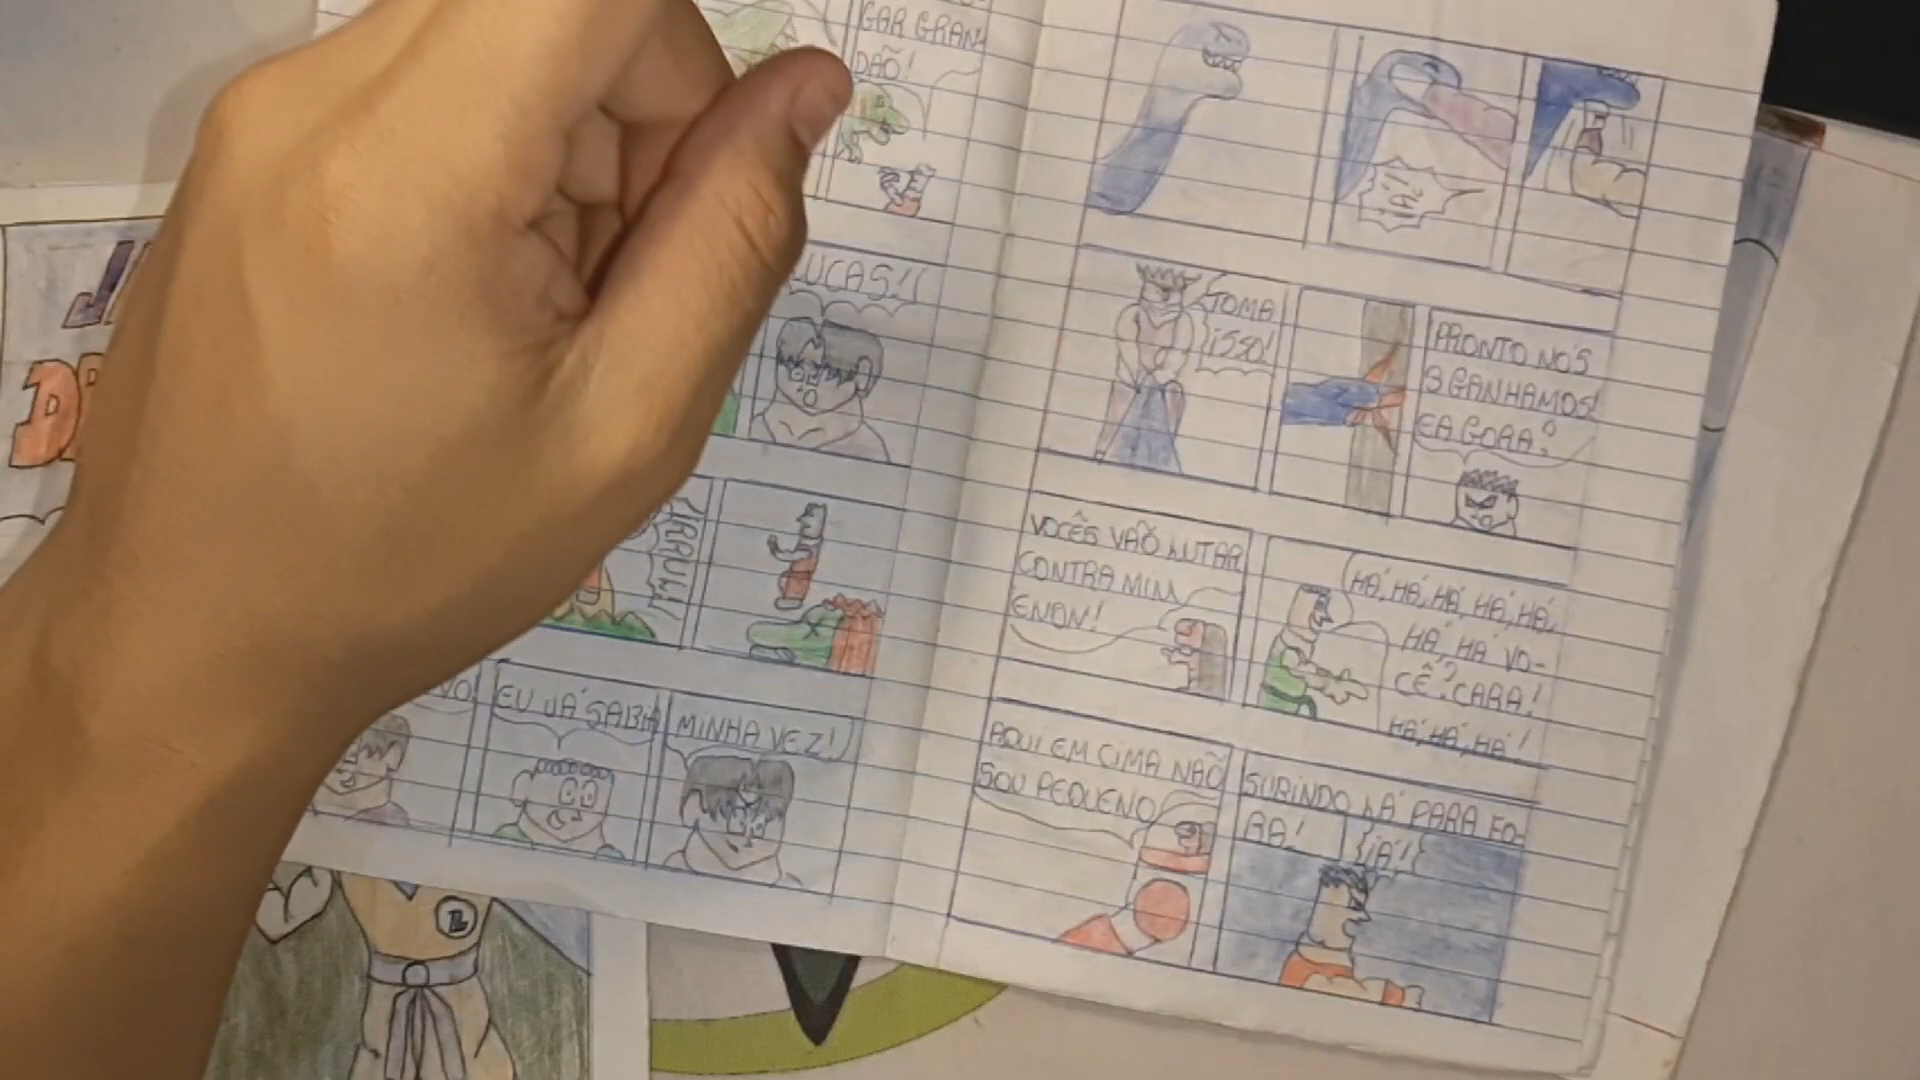 GAR GRAN-
DÃO!
LUCAS!!
EU JÁ SABIA
MINHA VEZ!
TOMA
ISSO!
PRONTO NÓS
3 GANHAMOS!
E AGORA?
VOCÊS VÃO LUTAR
CONTRA MIM
ENON!
HÁ, HÁ, HÁ, HÁ, HÁ,
HÁ, HÁ VO-
CÊ? CARA!
HÁ, HÁ, HÁ!
AQUI EM CIMA NÃO
SOU PEQUENO
SUBINDO LÁ PARA FO-
RA!
IÁ!